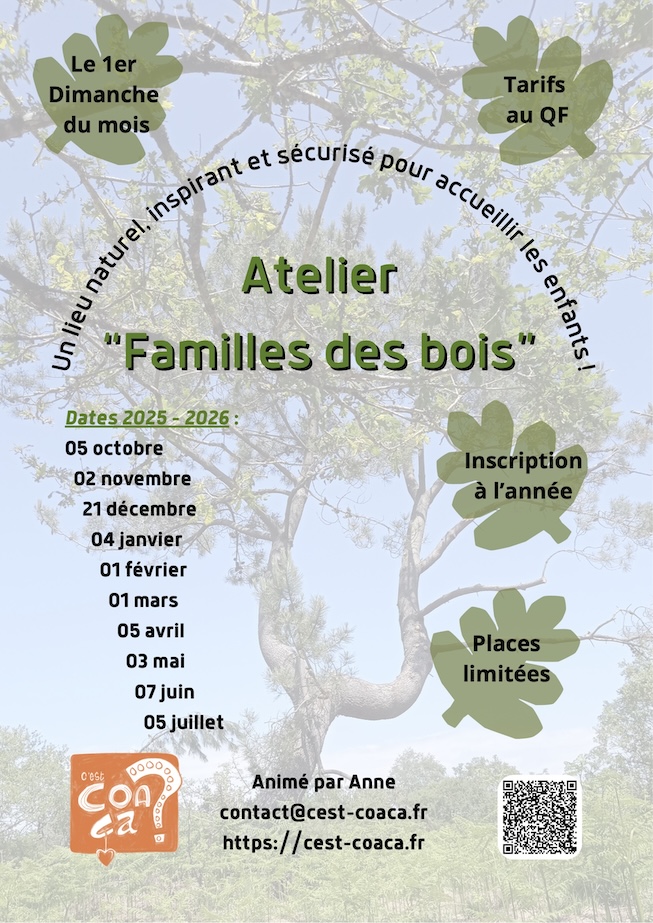 Le 1er
Dimanche
du mois
Tarifs
au QF
Un lieu naturel, inspirant et sécurisé pour accueillir les enfants !
Atelier
“Familles des bois”
Dates 2025 - 2026 :
05 octobre
02 novembre
21 décembre
04 janvier
01 février
01 mars
05 avril
03 mai
07 juin
05 juillet
Inscription
à l’année
Places
limitées
C'est
COA
ça ?
Animé par Anne
contact@cest-coaca.fr
https://cest-coaca.fr